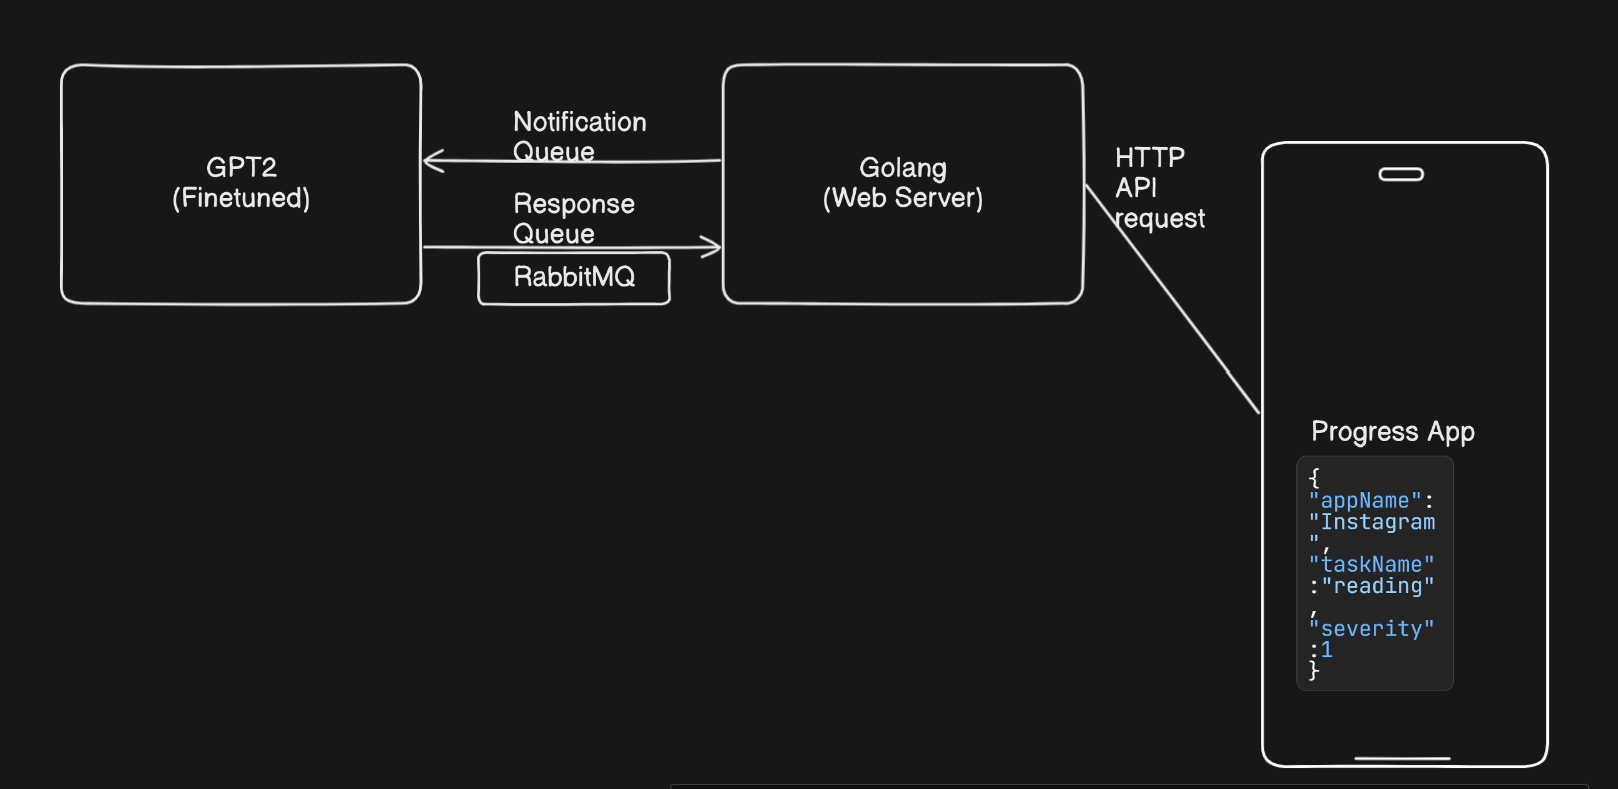 GPT2
(Finetuned)
Notification
Queue
Response
Queue
RabbitMQ
Golang
(Web Server)
HTTP
API
request
Progress App
{
"appName":
"Instagram
",
"taskName"
:"reading"
,
"severity"
:1
}